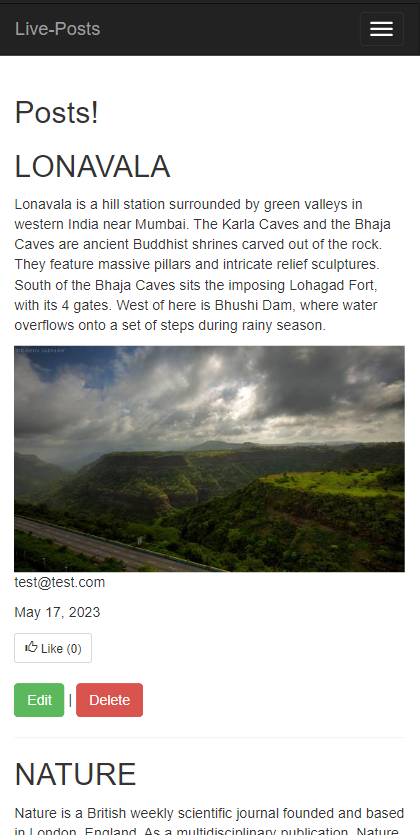 Live-Posts
Posts!
LONAVALA
Lonavala is a hill station surrounded by green valleys in
western India near Mumbai. The Karla Caves and the Bhaja
Caves are ancient Buddhist shrines carved out of the rock.
They feature massive pillars and intricate relief sculptures.
South of the Bhaja Caves sits the imposing Lohagad Fort,
with its 4 gates. West of here is Bhushi Dam, where water
overflows onto a set of steps during rainy season.
test@test.com
May 17, 2023
Like (0)
Edit | Delete
NATURE
Nature is a British weekly scientific journal founded and based
in London, England. As a multidisciplinary publication, Nature